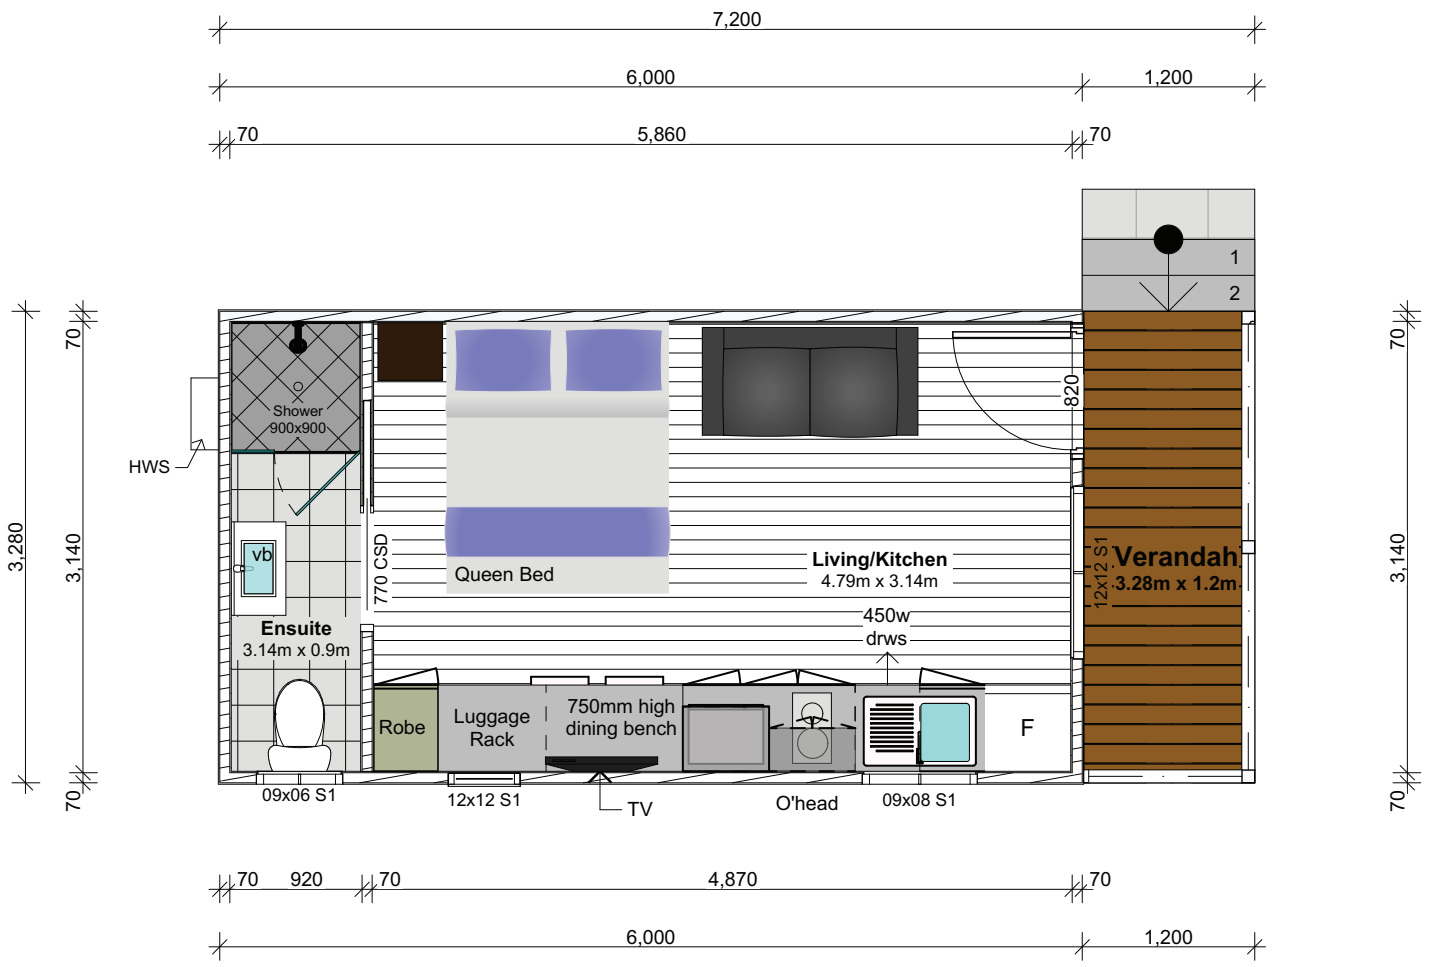 7,200
6,000
1,200
70
5,860
70
1
2
70
3,140
70
3,280
70
3,140
70
Shower
900x900
HWS
820
vb
770 CSD
Queen Bed
Living/Kitchen
4.79m x 3.14m
12x12 S1
Verandah
3.28m x 1.2m
Ensuite
3.14m x 0.9m
450w
drws
Robe
Luggage
Rack
750mm high
dining bench
F
09x06 S1
12x12 S1
TV
O'head
09x08 S1
70
920
70
4,870
70
6,000
1,200